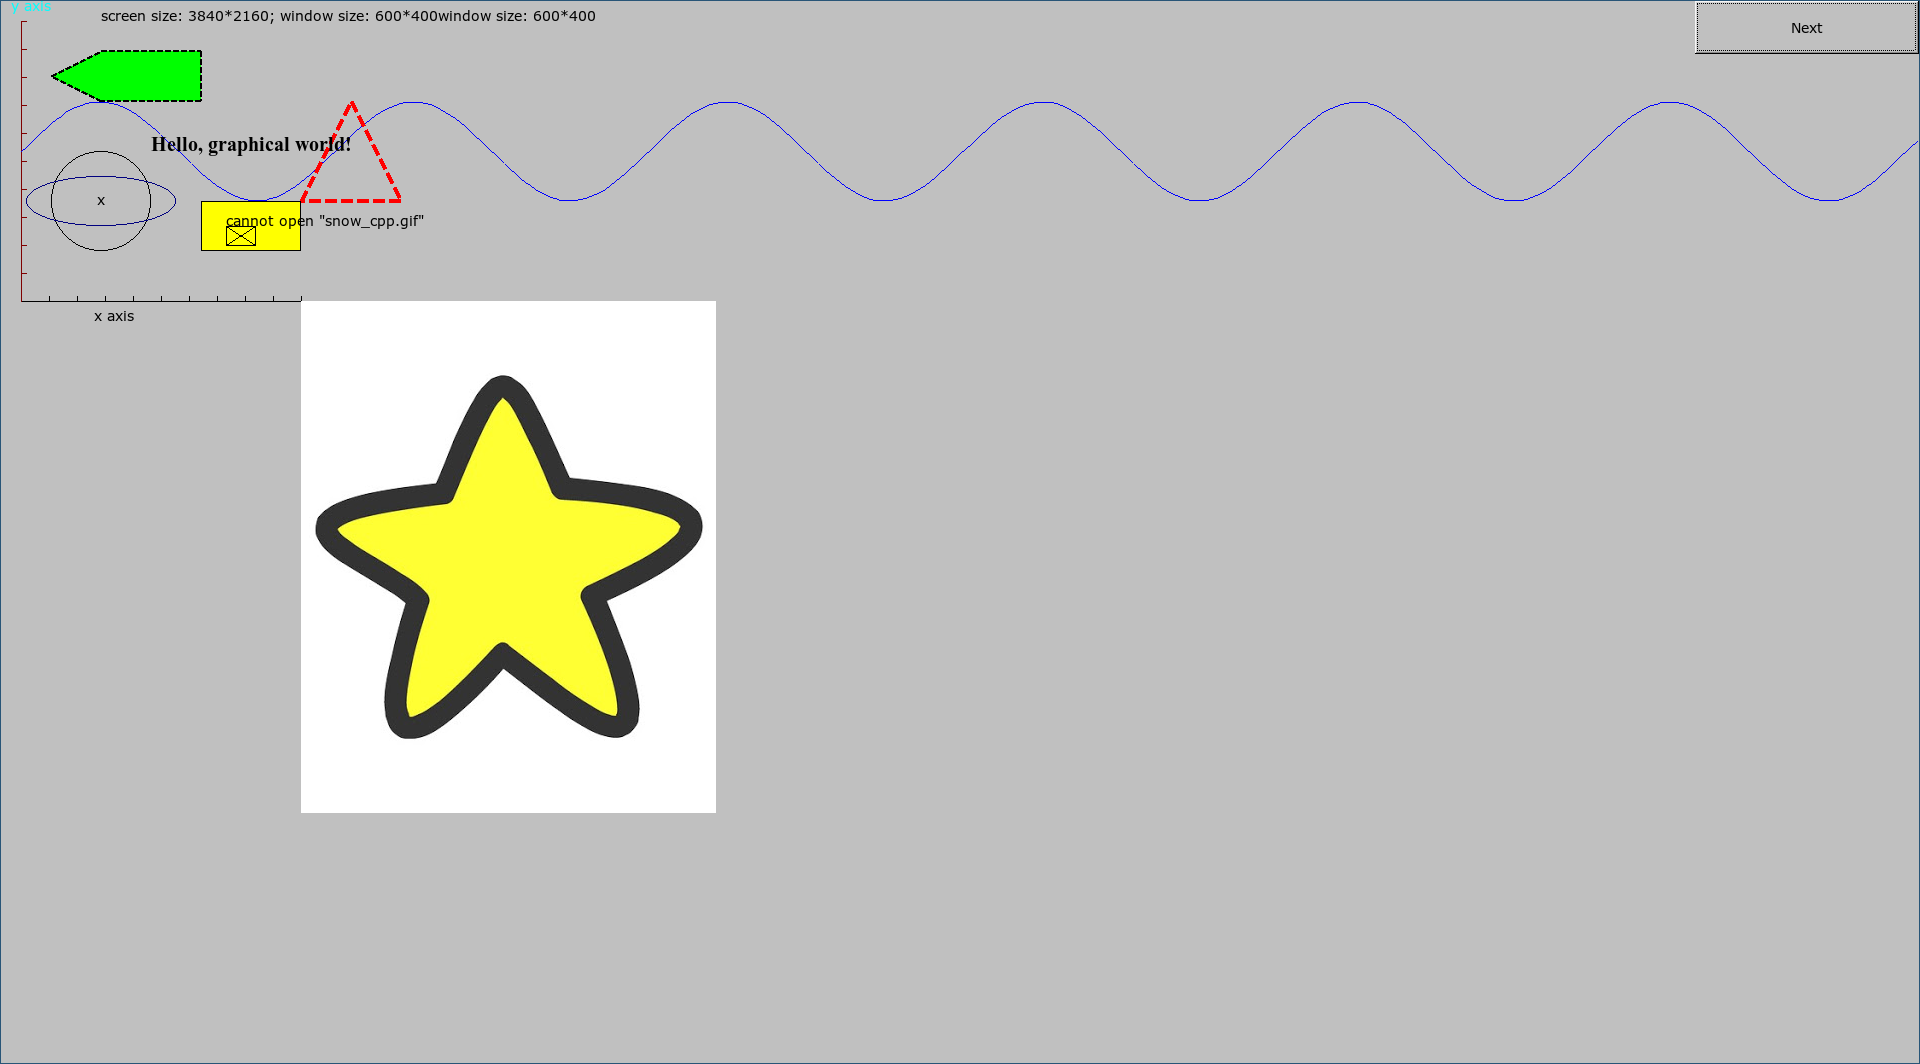 y axis
screen size: 3840*2160; window size: 600*400window size: 600*400
Next
Hello, graphical world!
x
cannot open "snow_cpp.gif"
x axis